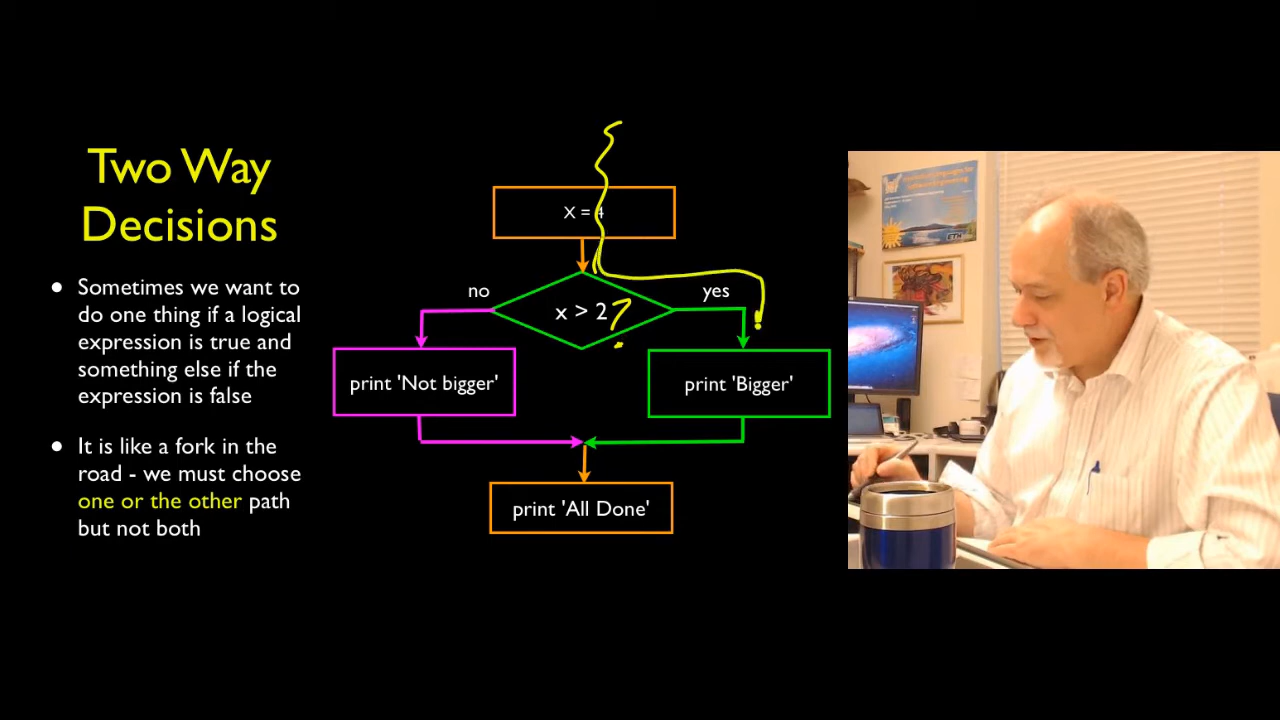 Two Way
Decisions
● Sometimes we want to
do one thing if a logical
expression is true and
something else if the
expression is false
● It is like a fork in the
road - we must choose
one or the other path
but not both
X = 4
x > 2 ?
no
yes
print 'Not bigger'
print 'Bigger'
print 'All Done'